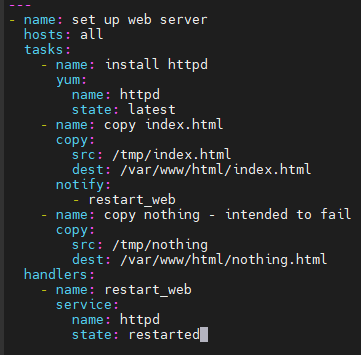 ---
- name: set up web server
  hosts: all
  tasks:
    - name: install httpd
      yum:
        name: httpd
        state: latest
    - name: copy index.html
      copy:
        src: /tmp/index.html
        dest: /var/www/html/index.html
      notify:
        - restart_web
    - name: copy nothing - intended to fail
      copy:
        src: /tmp/nothing
        dest: /var/www/html/nothing.html
  handlers:
    - name: restart_web
      service:
        name: httpd
        state: restarted